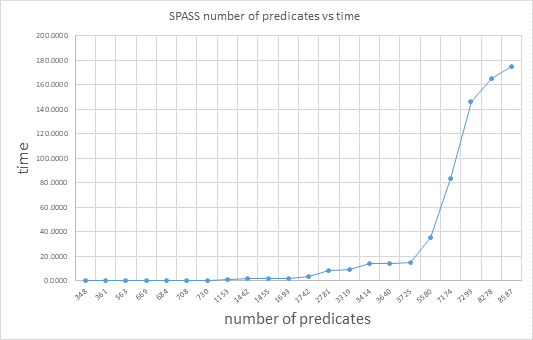 SPASS number of predicates vs time
200.0000
180.0000
160.0000
140.0000
120.0000
100.0000
80.0000
60.0000
40.0000
20.0000
0.0000
time
348 361 563 663 684 708 730 1153 1442 1455 1693 1742 2781 3319 3414 3640 3725 5580 7174 7299 8278 8587
number of predicates